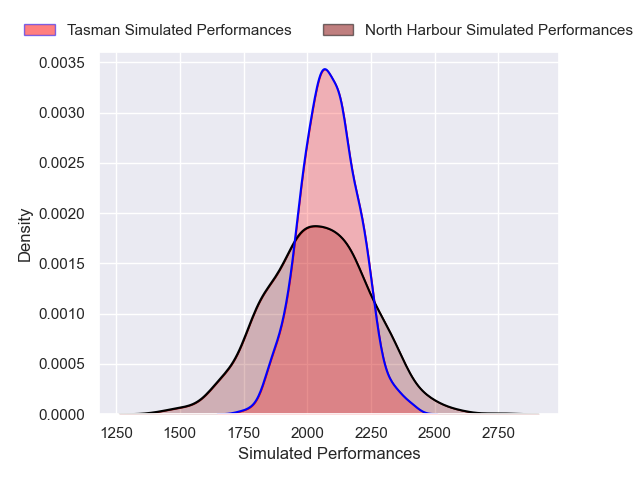 Tasman Simulated Performances North Harbour Simulated Performances
0.0035
0.0030
0.0025
0.0020
0.0015
0.0010
0.0005
0.0000
Density
1250 1500 1750 2000 2250 2500 2750
Simulated Performances